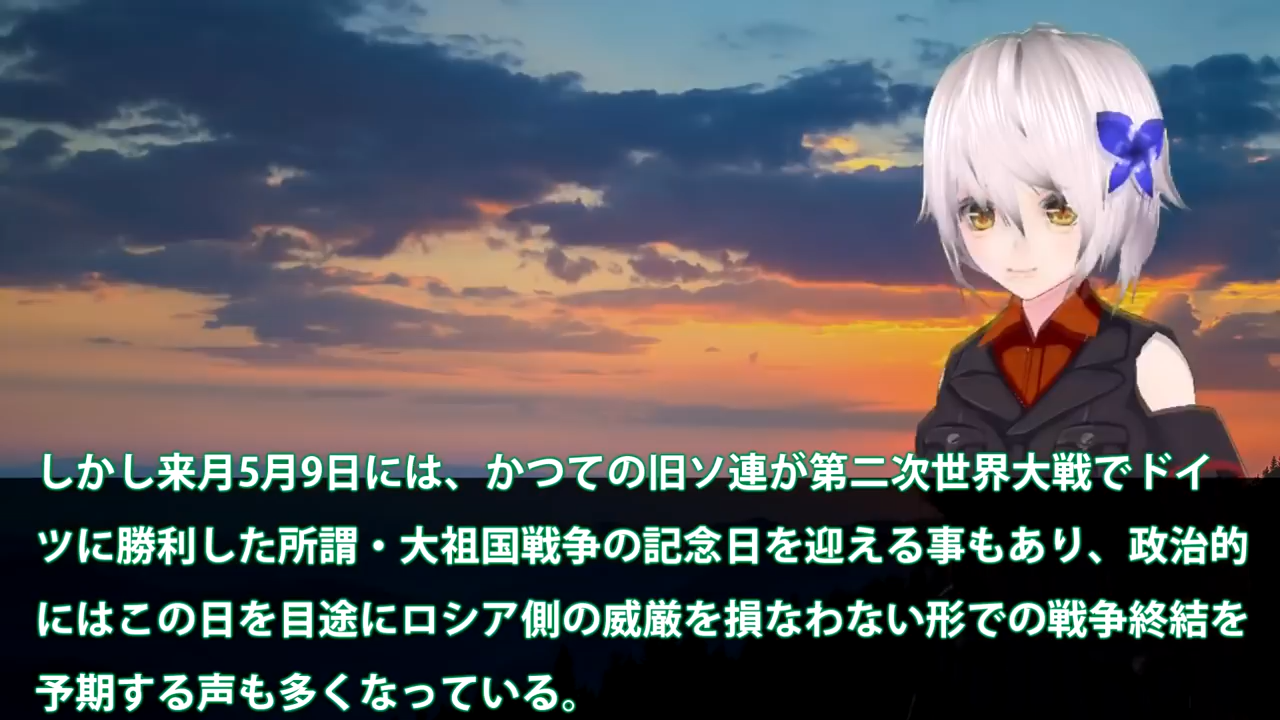 しかし来月5月9日には、かつての旧ソ連が第二次世界大戦でドイ
ツに勝利した所謂・大祖国戦争の記念日を迎える事もあり、政治的
にはこの日を目途にロシア側の威厳を損なわない形での戦争終結を
予期する声も多くなっている。